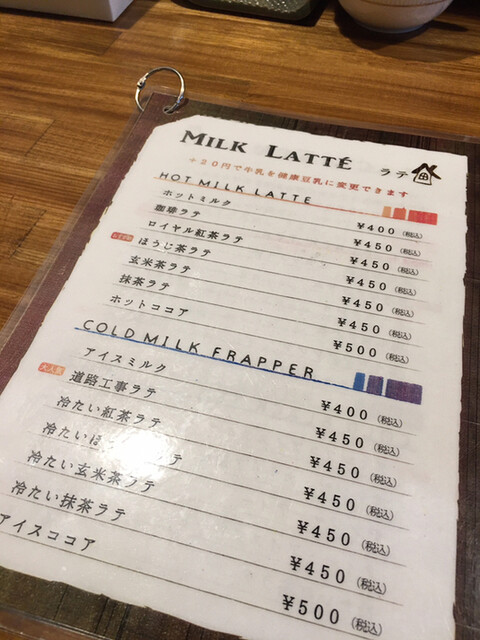 MILK LATTÉ ラテ
+20円で牛乳を健康豆乳に変更できます
HOT MILK LATTE
ホットミルク ¥400 (税込)
珈琲ラテ ¥450 (税込)
ロイヤル紅茶ラテ ¥450 (税込)
ほうじ茶ラテ ¥450 (税込)
玄米茶ラテ ¥450 (税込)
抹茶ラテ ¥450 (税込)
ホットココア ¥500 (税込)
COLD MILK FRAPPER
アイスミルク ¥400 (税込)
大人気 道路工事ラテ ¥450 (税込)
冷たい紅茶ラテ ¥450 (税込)
冷たいほ ラテ ¥450 (税込)
冷たい玄米茶ラテ ¥450 (税込)
冷たい抹茶ラテ ¥450 (税込)
アイスココア ¥500 (税込)